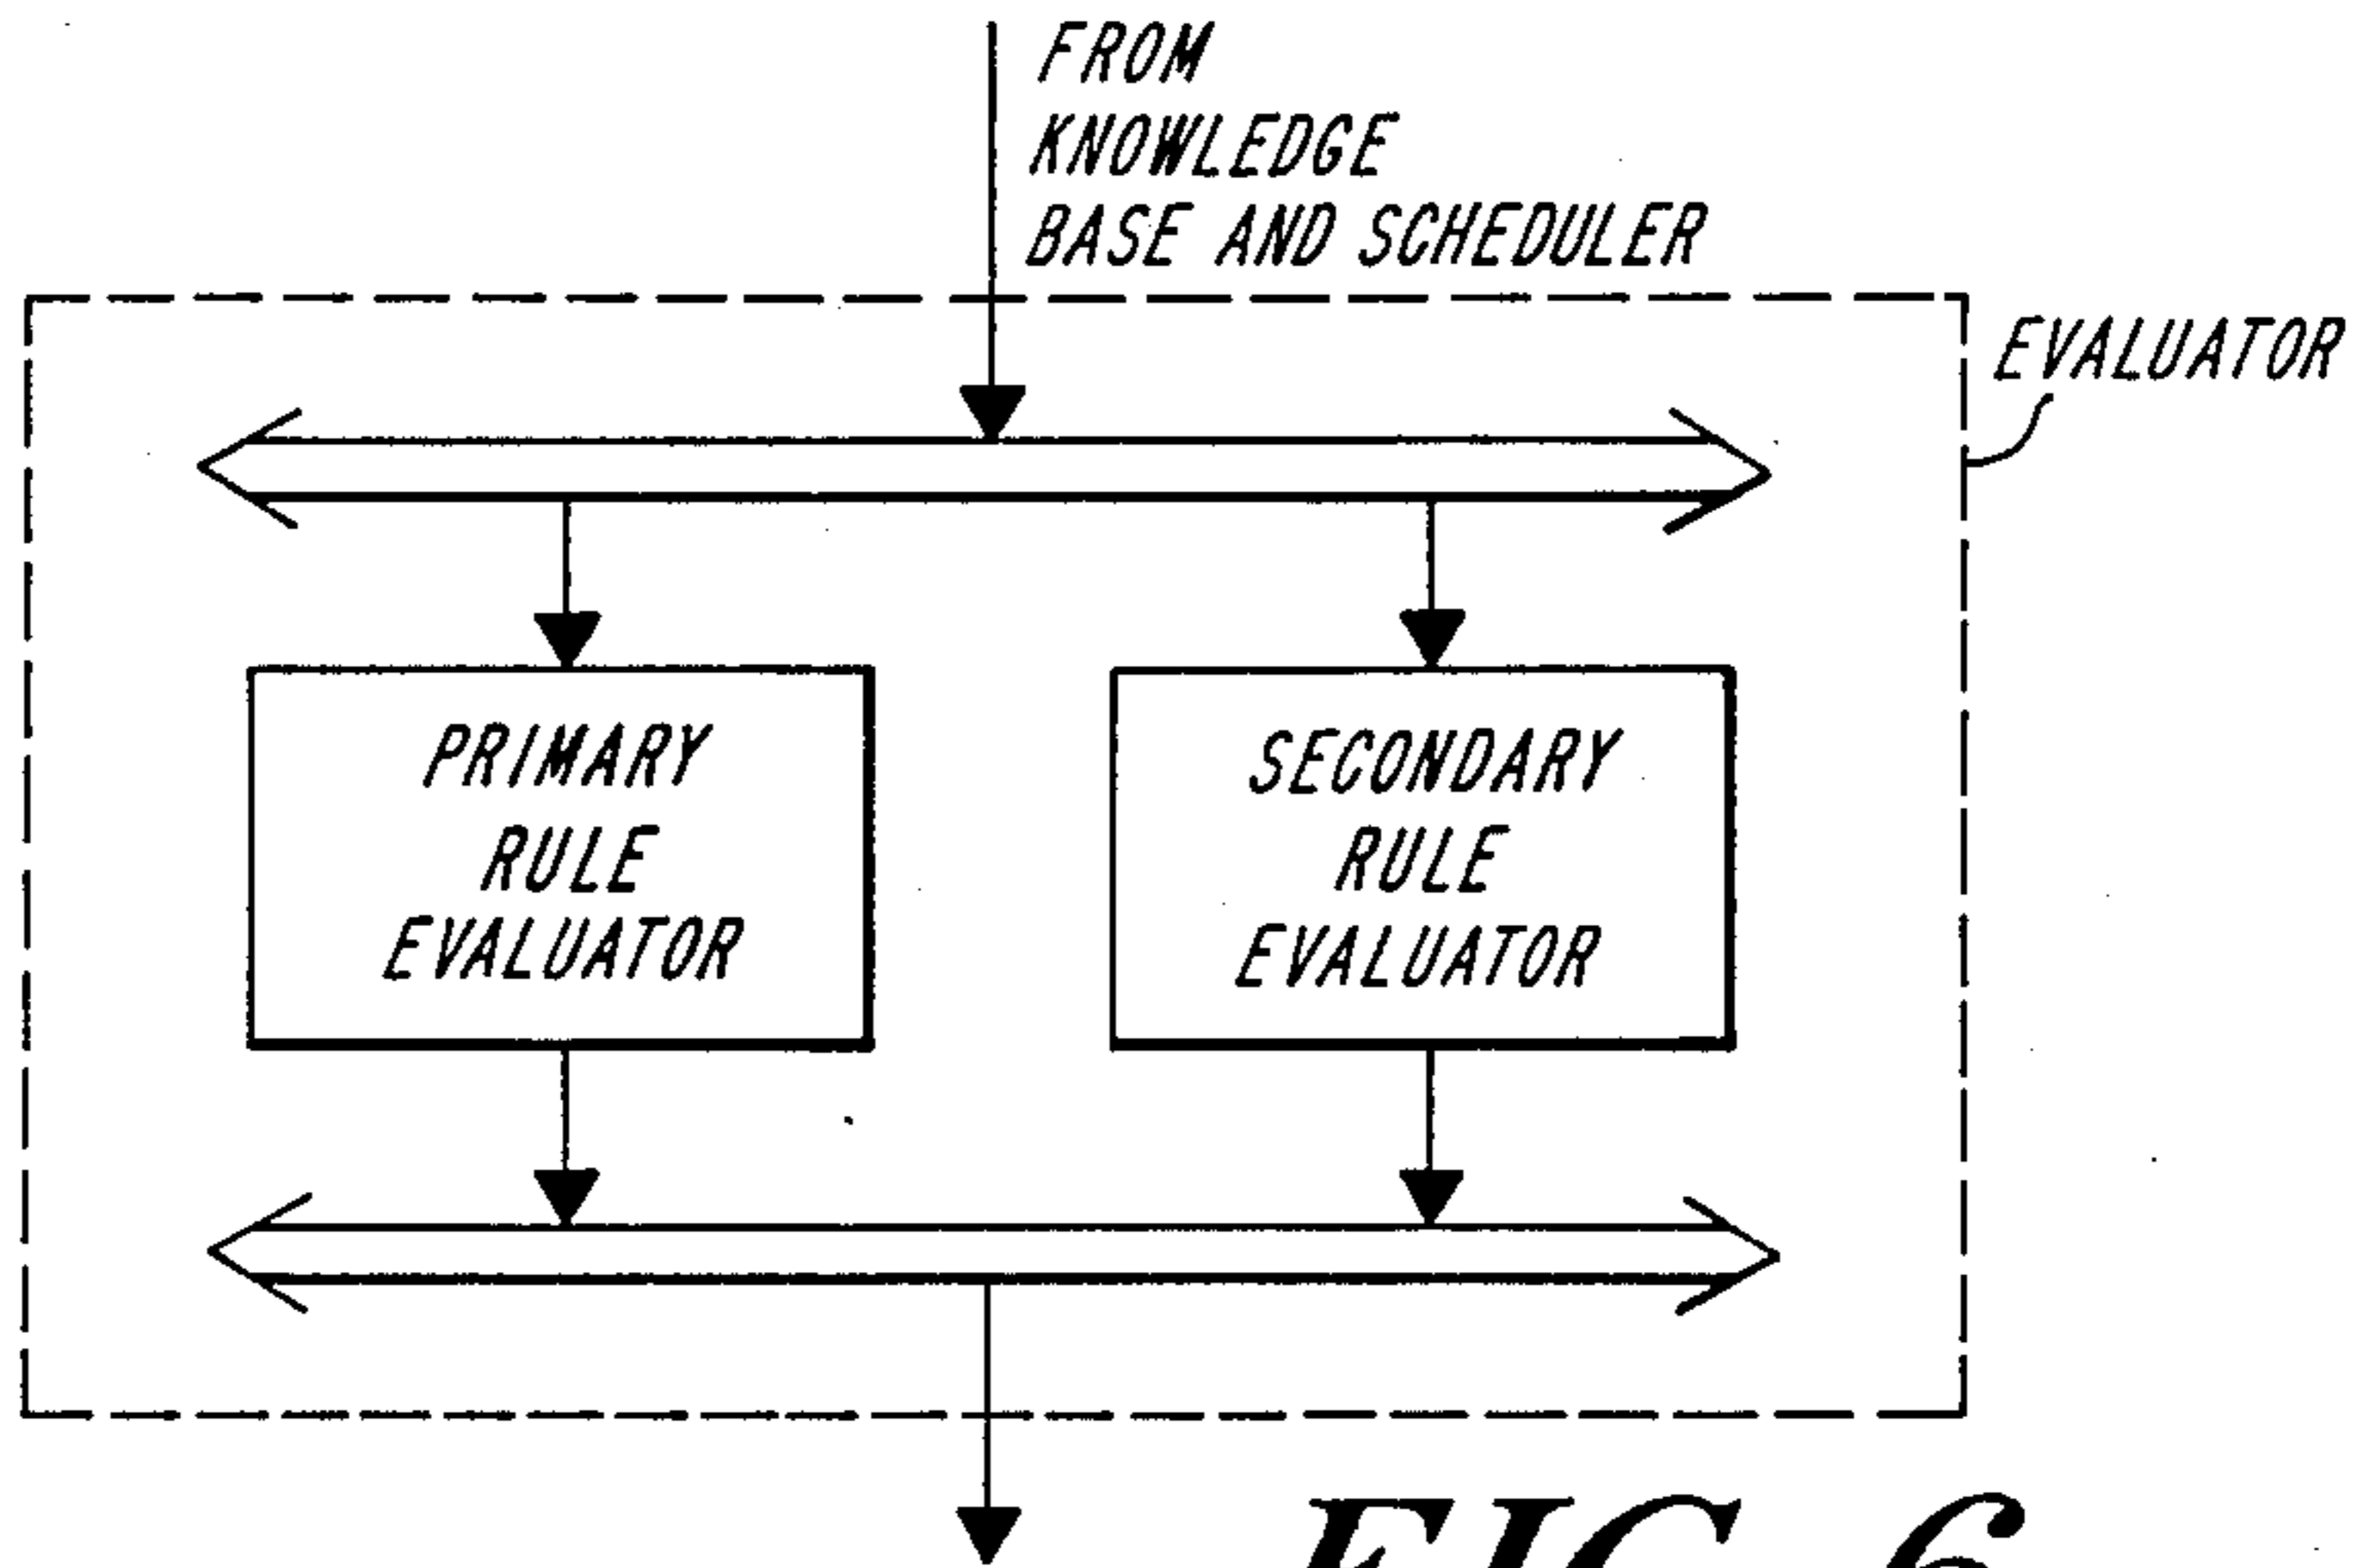 FROM
KNOWLEDGE
BASE AND SCHEDULER
EVALUATOR
PRIMARY
RULE
EVALUATOR
SECONDARY
RULE
EVALUATOR
FIG. 6